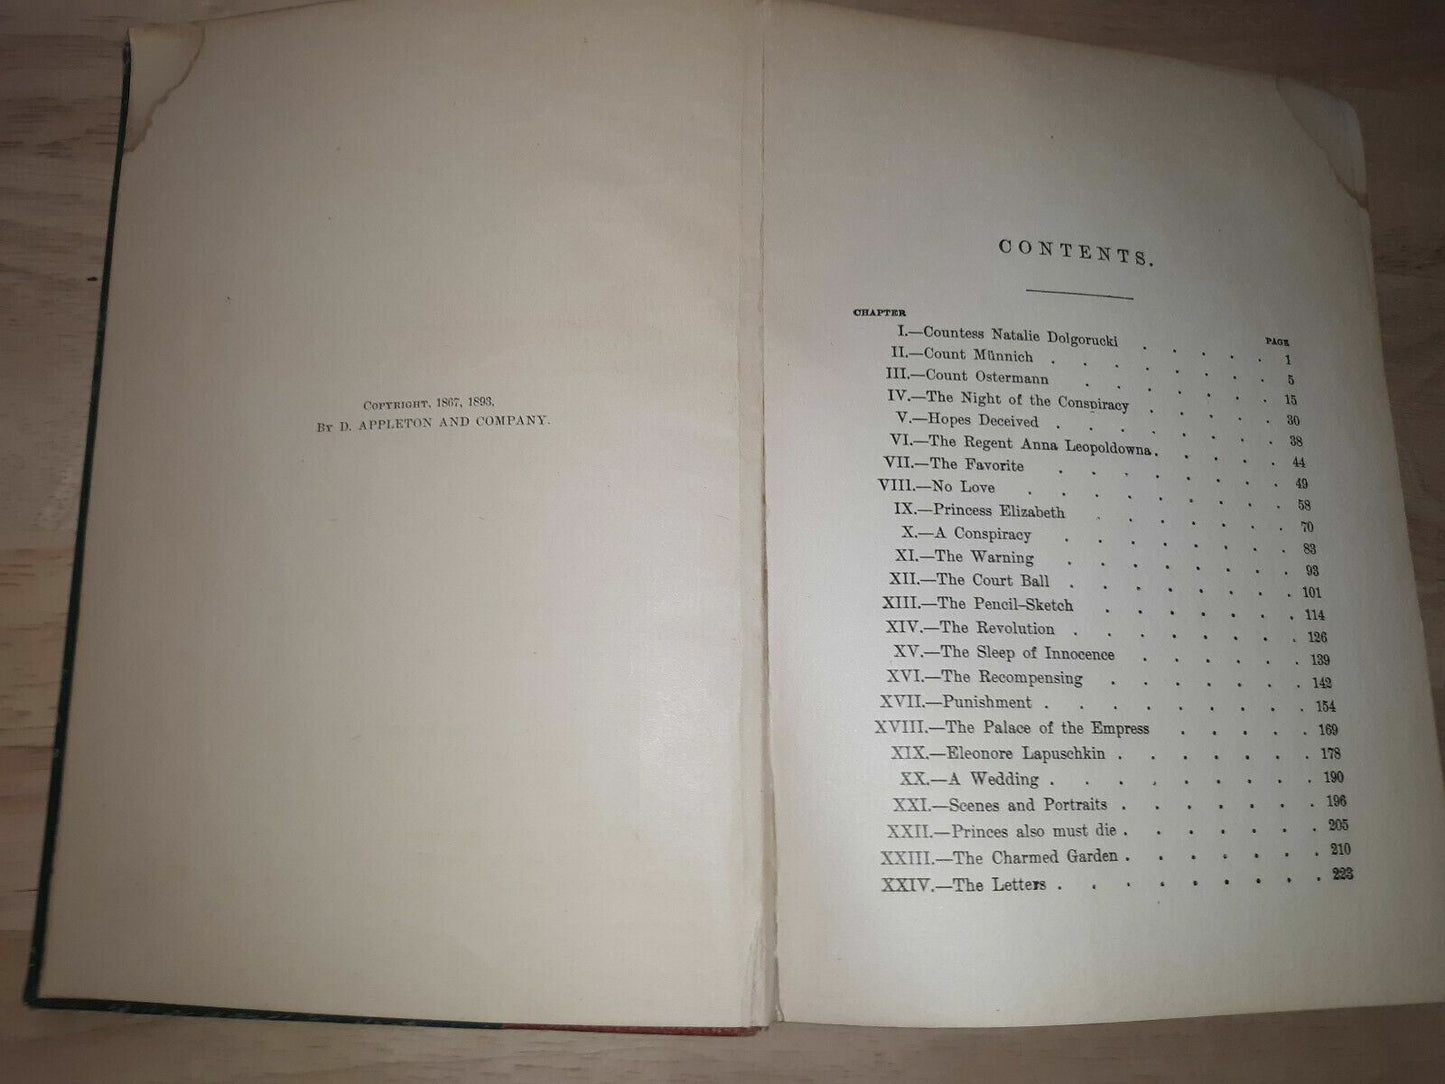 COPYRIGHT, 1867, 1893,
BY D. APPLETON AND COMPANY.
CONTENTS.
CHAPTER PAGE
I.—Countess Natalie Dolgorucki . . . . . 1
II.—Count Münnich . . . . . . . 5
III.—Count Ostermann . . . . . . 15
IV.—The Night of the Conspiracy . . . . . 30
V.—Hopes Deceived . . . . . . . 38
VI.—The Regent Anna Leopoldowna . . . . . 44
VII.—The Favorite . . . . . . . 49
VIII.—No Love . . . . . . . . 58
IX.—Princess Elizabeth . . . . . . 70
X.—A Conspiracy . . . . . . . 83
XI.—The Warning . . . . . . . 93
XII.—The Court Ball . . . . . . . 101
XIII.—The Pencil-Sketch . . . . . . 114
XIV.—The Revolution . . . . . . . 126
XV.—The Sleep of Innocence . . . . . 139
XVI.—The Recompensing . . . . . . 142
XVII.—Punishment . . . . . . . . 154
XVIII.—The Palace of the Empress . . . . 169
XIX.—Eleonore Lapuschkin . . . . . . 178
XX.—A Wedding . . . . . . . . 190
XXI.—Scenes and Portraits . . . . . . 196
XXII.—Princes also must die . . . . . . 205
XXIII.—The Charmed Garden . . . . . . 210
XXIV.—The Letters . . . . . . . . 223